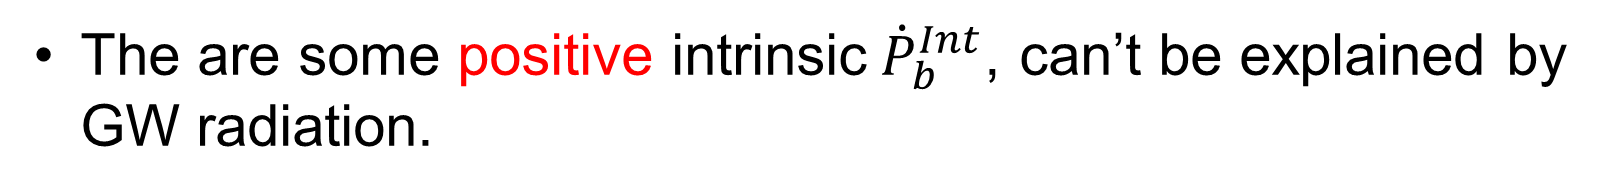 • The are some positive intrinsic Ṗ_b^{Int}, can’t be explained by
GW radiation.